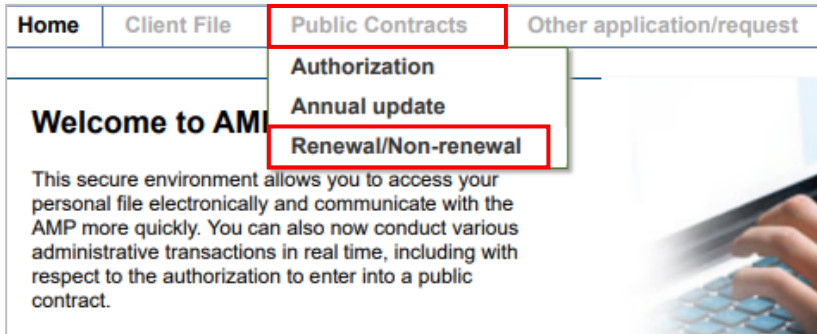 Home Client File Public Contracts Other application/request
Authorization
Annual update
Welcome to AM
Renewal/Non-renewal
This secure environment allows you to access your
personal file electronically and communicate with the
AMP more quickly. You can also now conduct various
administrative transactions in real time, including with
respect to the authorization to enter into a public
contract.